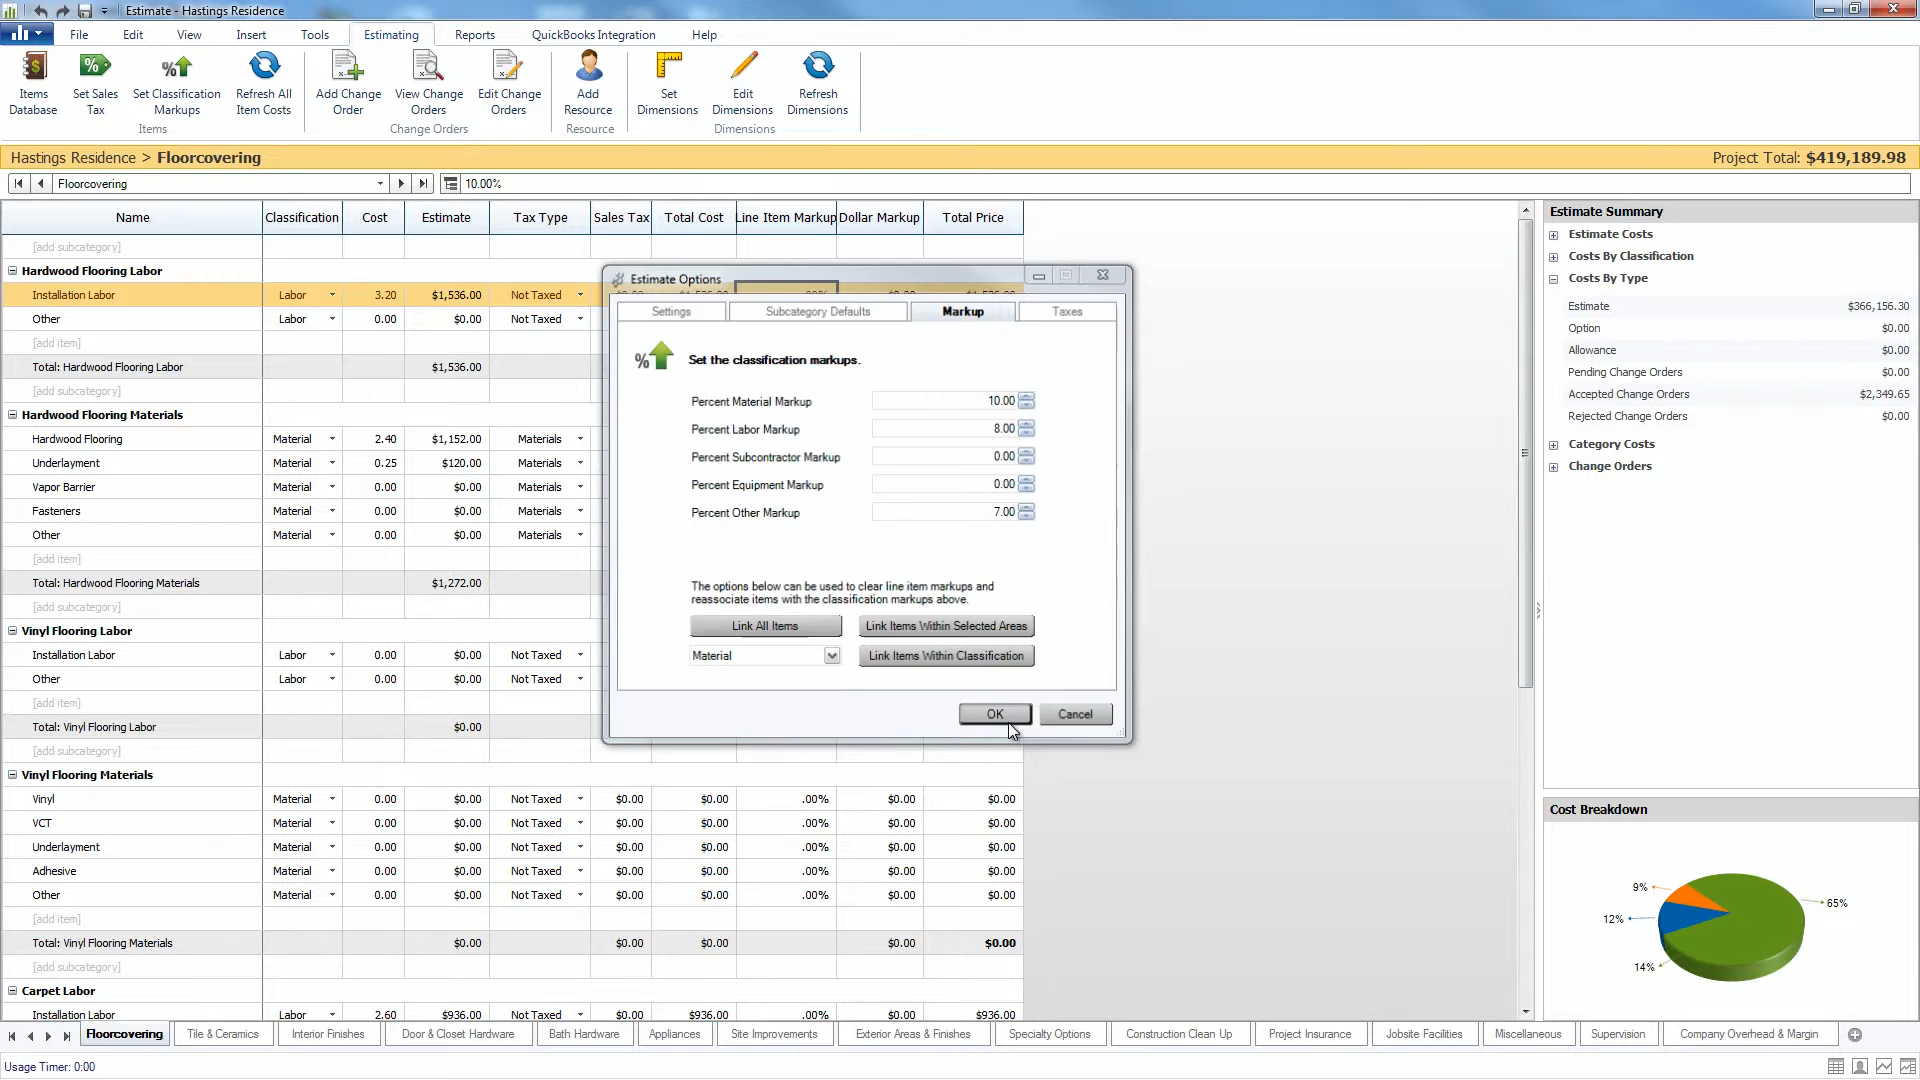 Estimate - Hastings Residence
File Edit View Insert Tools Estimating Reports QuickBooks Integration Help
Items Database
Set Sales Tax
Set Classification Markups
Refresh All Item Costs
Items
Add Change Order
View Change Orders
Edit Change Orders
Change Orders
Add Resource
Resource
Set Dimensions
Edit Dimensions
Refresh Dimensions
Dimensions
Hastings Residence > Floorcovering
Project Total: $419,189.98
Floorcovering
10.00%
Name Classification Cost Estimate Tax Type Sales Tax Total Cost Line Item Markup Dollar Markup Total Price
[add subcategory]
Hardwood Flooring Labor
Installation Labor Labor 3.20 $1,536.00 Not Taxed
Other Labor 0.00 $0.00 Not Taxed
[add item]
Total: Hardwood Flooring Labor $1,536.00
[add subcategory]
Hardwood Flooring Materials
Hardwood Flooring Material 2.40 $1,152.00 Materials
Underlayment Material 0.25 $120.00 Materials
Vapor Barrier Material 0.00 $0.00 Materials
Fasteners Material 0.00 $0.00 Materials
Other Material 0.00 $0.00 Materials
[add item]
Total: Hardwood Flooring Materials $1,272.00
[add subcategory]
Vinyl Flooring Labor
Installation Labor Labor 0.00 $0.00 Not Taxed
Other Labor 0.00 $0.00 Not Taxed
[add item]
Total: Vinyl Flooring Labor $0.00
[add subcategory]
Vinyl Flooring Materials
Vinyl Material 0.00 $0.00 Not Taxed $0.00 $0.00 .00% $0.00 $0.00
VCT Material 0.00 $0.00 Not Taxed $0.00 $0.00 .00% $0.00 $0.00
Underlayment Material 0.00 $0.00 Not Taxed $0.00 $0.00 .00% $0.00 $0.00
Adhesive Material 0.00 $0.00 Not Taxed $0.00 $0.00 .00% $0.00 $0.00
Other Material 0.00 $0.00 Not Taxed $0.00 $0.00 .00% $0.00 $0.00
[add item]
Total: Vinyl Flooring Materials $0.00 $0.00 $0.00 $0.00 $0.00
[add subcategory]
Carpet Labor
Installation Labor Labor 2.60 $936.00 Not Taxed $0.00 $936.00 .00% $0.00 $936.00
Estimate Options
Settings Subcategory Defaults Markup Taxes
%
Set the classification markups.
Percent Material Markup 10.00
Percent Labor Markup 8.00
Percent Subcontractor Markup 0.00
Percent Equipment Markup 0.00
Percent Other Markup 7.00
The options below can be used to clear line item markups and
reassociate items with the classification markups above.
Link All Items Link Items Within Selected Areas
Material Link Items Within Classification
OK Cancel
Estimate Summary
Estimate Costs
Costs By Classification
Costs By Type
Estimate $366,156.30
Option $0.00
Allowance $0.00
Pending Change Orders $0.00
Accepted Change Orders $2,349.65
Rejected Change Orders $0.00
Category Costs
Change Orders
Cost Breakdown
9%
65%
12%
14%
Floorcovering Tile & Ceramics Interior Finishes Door & Closet Hardware Bath Hardware Appliances Site Improvements Exterior Areas & Finishes Specialty Options Construction Clean Up Project Insurance Jobsite Facilities Miscellaneous Supervision Company Overhead & Margin
Usage Timer: 0:00